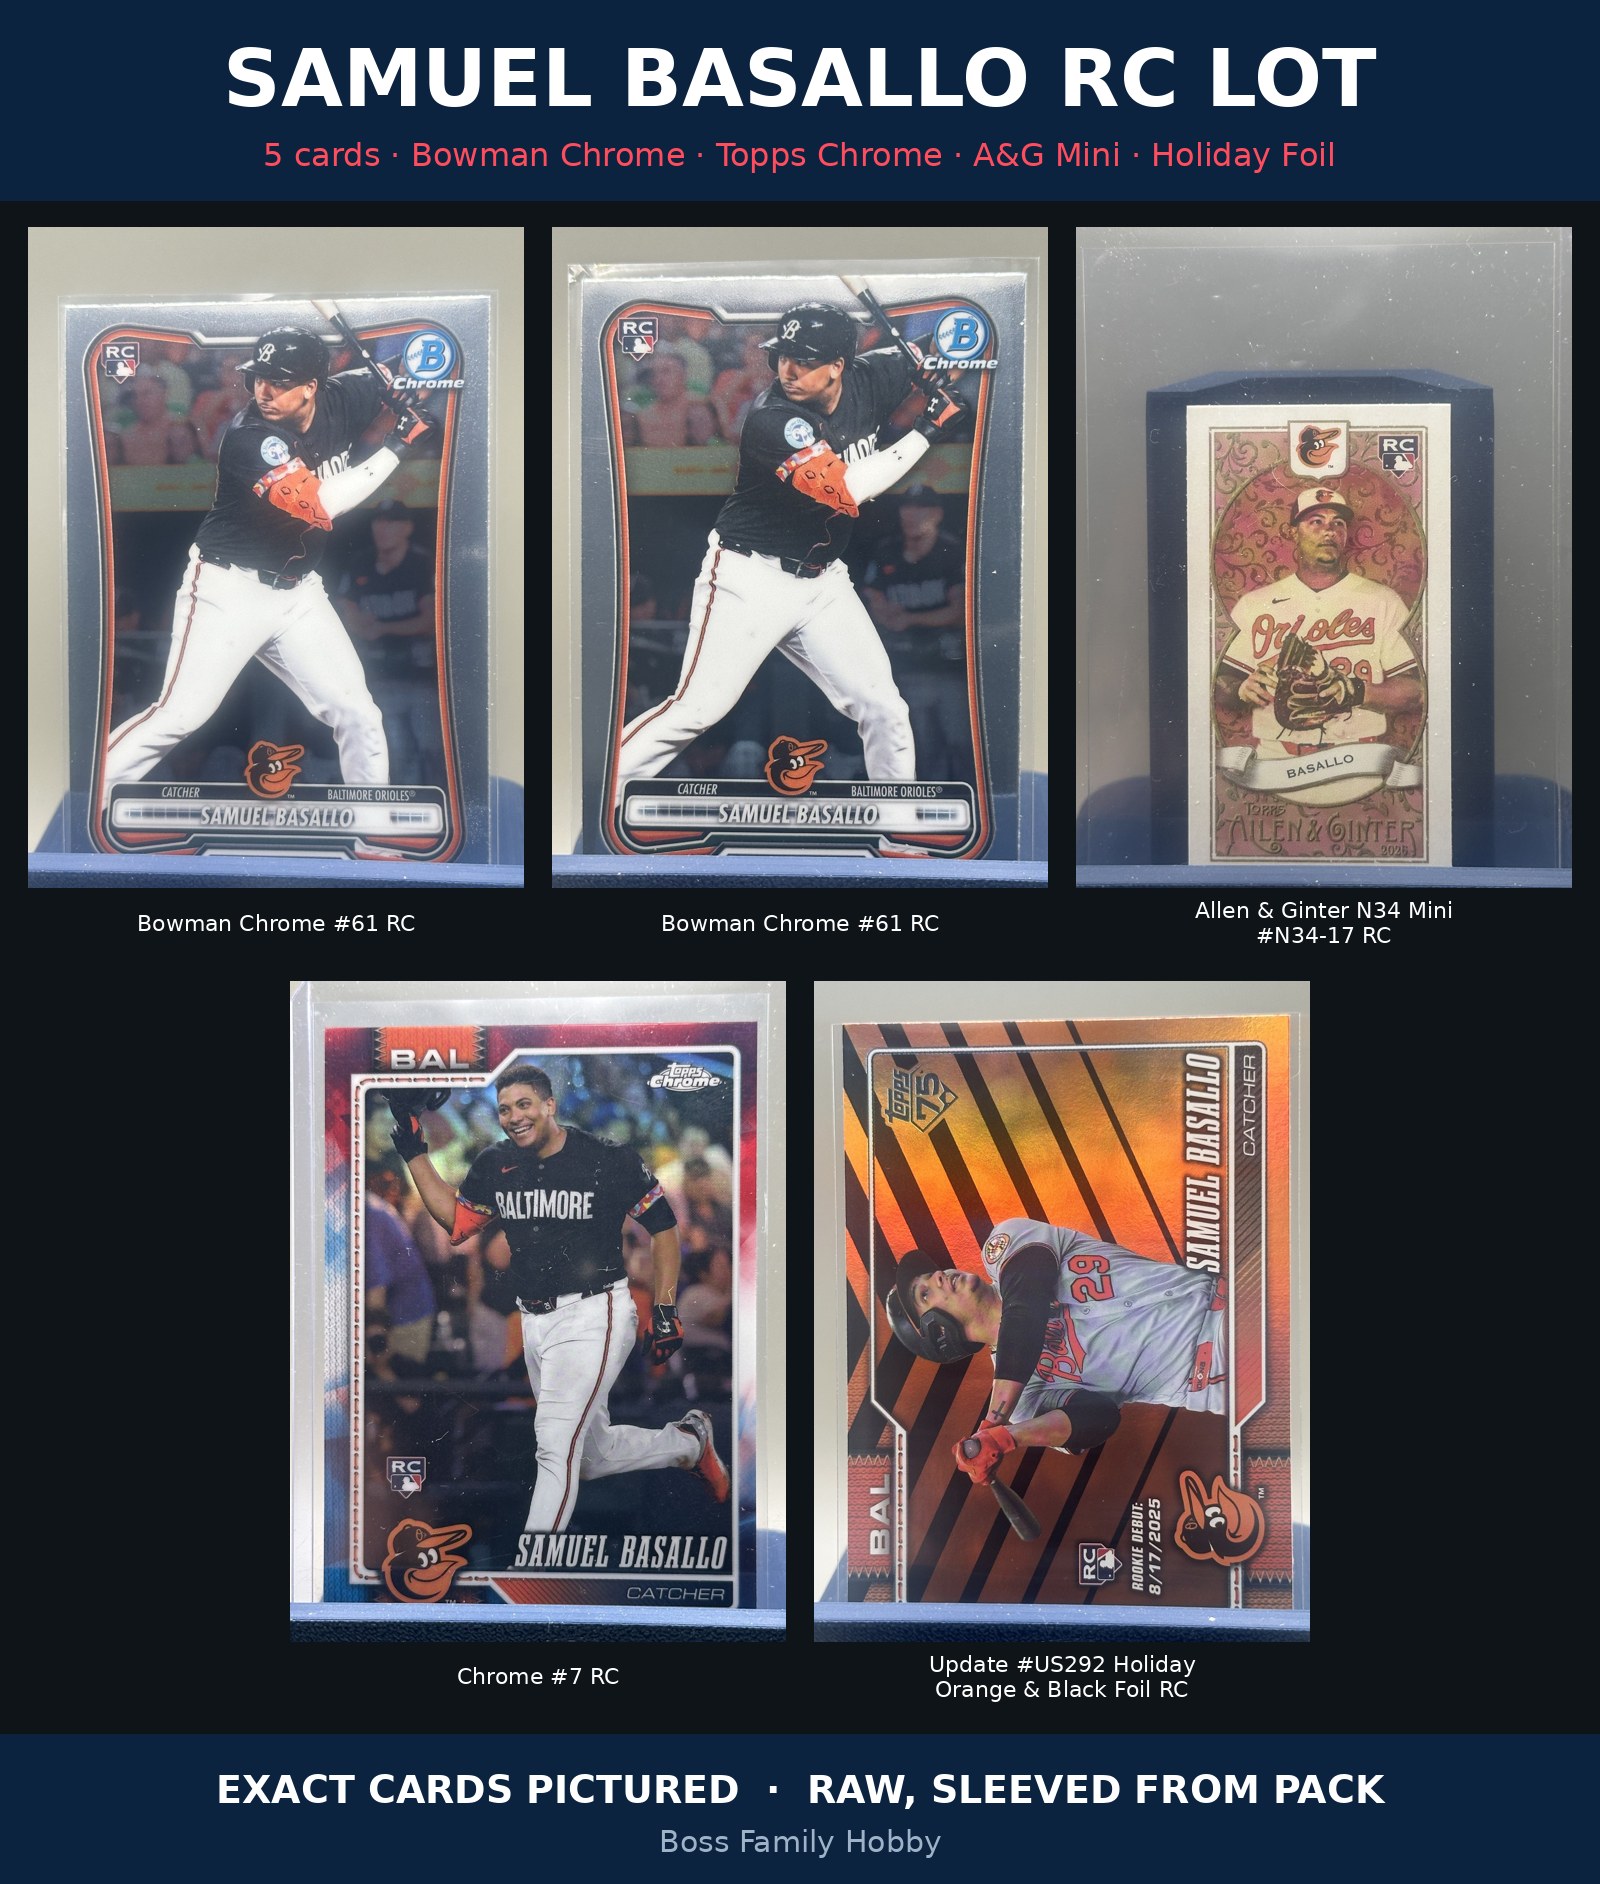 SAMUEL BASALLO RC LOT
5 cards · Bowman Chrome · Topps Chrome · A&G Mini · Holiday Foil
RC
B
Chrome
CATCHER
BALTIMORE ORIOLES®
SAMUEL BASALLO
Bowman Chrome #61 RC
RC
B
Chrome
CATCHER
BALTIMORE ORIOLES®
SAMUEL BASALLO
Bowman Chrome #61 RC
RC
Orioles
29
BASALLO
TOPPS
ALLEN & GINTER
2025
Allen & Ginter N34 Mini
#N34-17 RC
BAL
Topps
Chrome
BALTIMORE
RC
SAMUEL BASALLO
CATCHER
Chrome #7 RC
Topps
75
SAMUEL BASALLO
CATCHER
29
BAL
RC
ROOKIE DEBUT:
8/17/2025
Update #US292 Holiday
Orange & Black Foil RC
EXACT CARDS PICTURED · RAW, SLEEVED FROM PACK
Boss Family Hobby